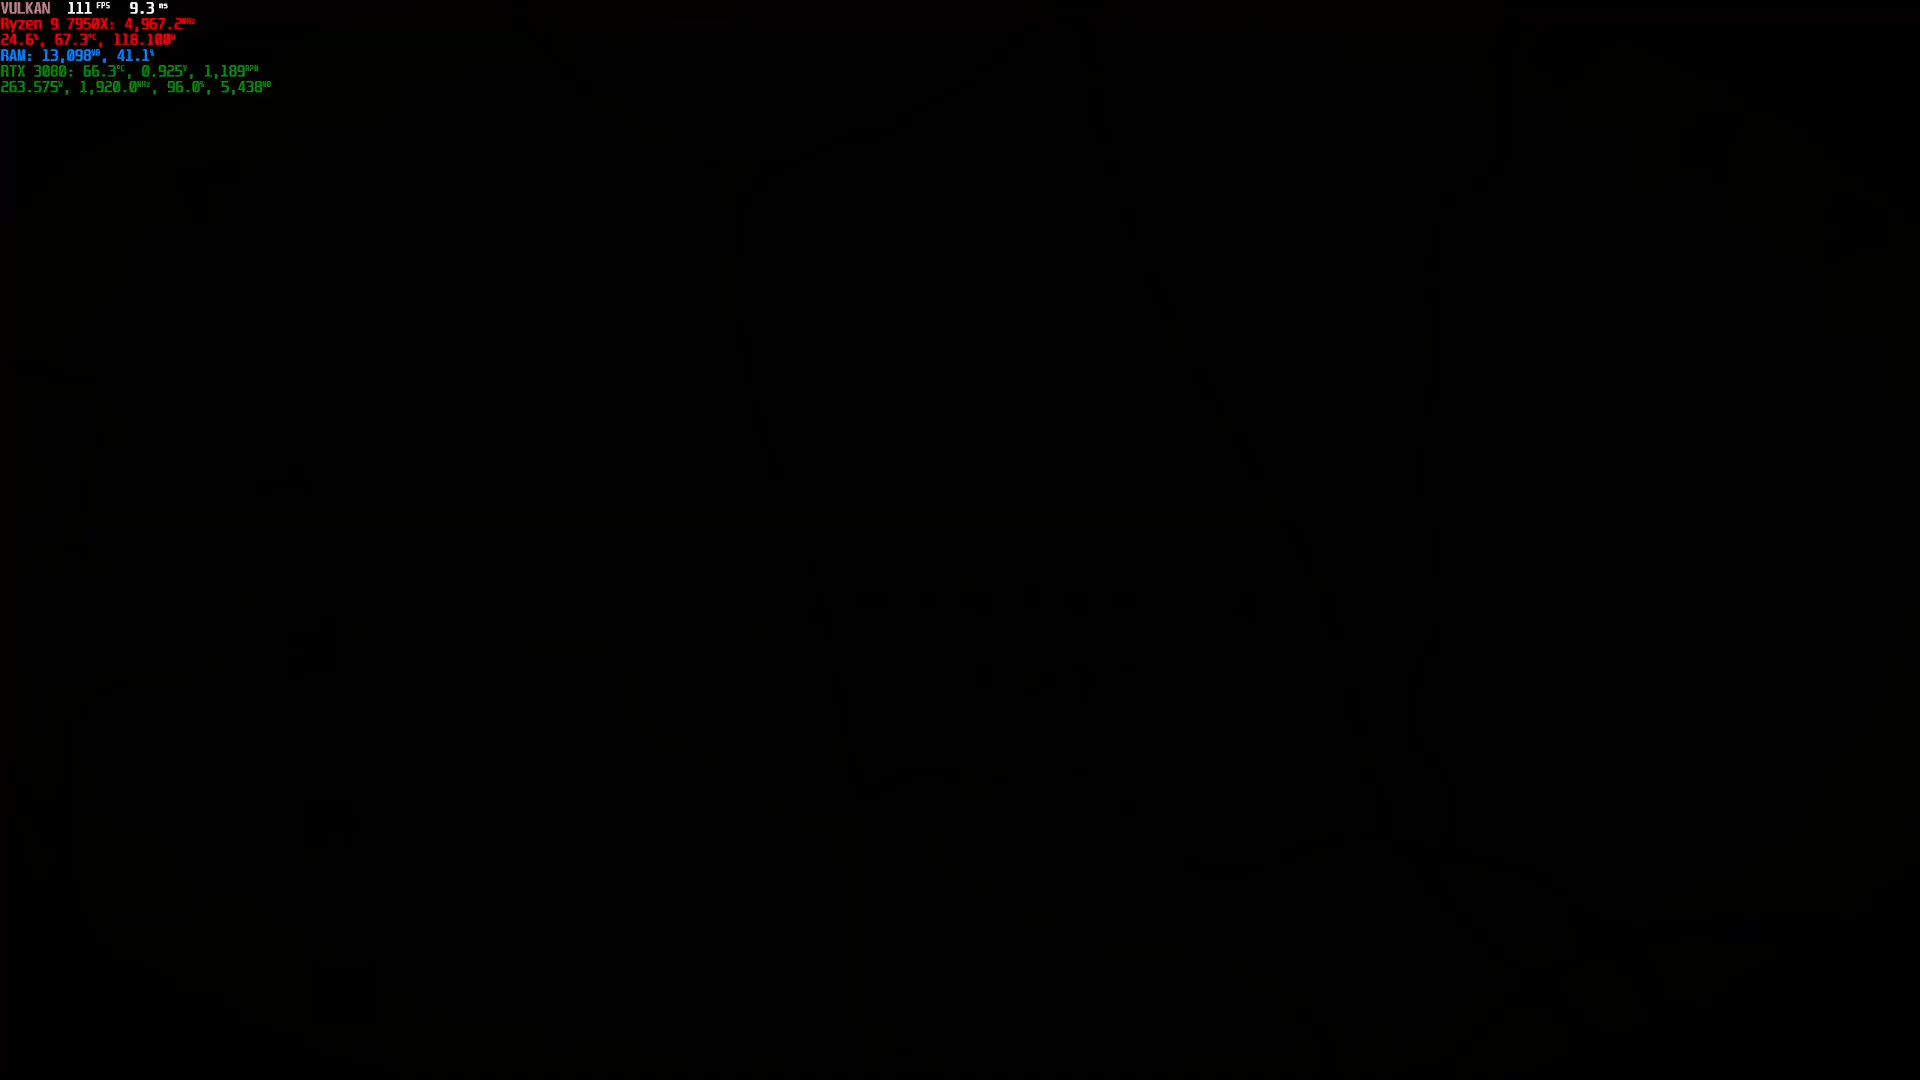 VULKAN 111 FPS 9.3 ms
Ryzen 9 7950X: 4,967.2 MHz
24.6%, 67.3°C, 118.100W
RAM: 13,098MB, 41.1%
RTX 3080: 66.3°C, 0.925V, 1,189RPM
263.575W, 1,920.0MHz, 96.0%, 5,438MB